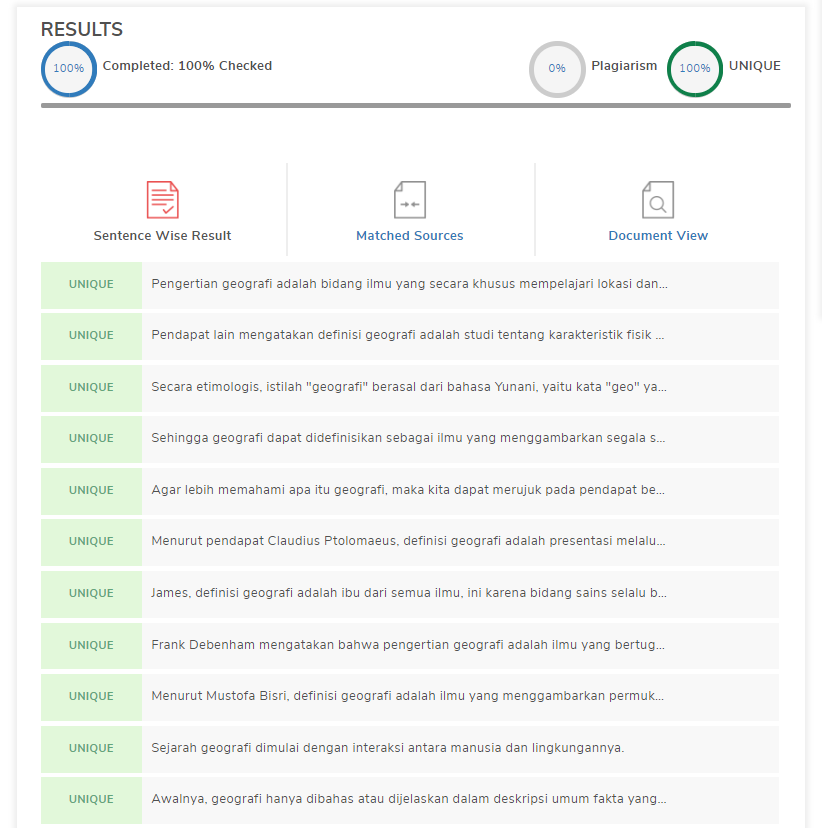 RESULTS
100% Completed: 100% Checked 0% Plagiarism 100% UNIQUE
Sentence Wise Result Matched Sources Document View
UNIQUE Pengertian geografi adalah bidang ilmu yang secara khusus mempelajari lokasi dan...
UNIQUE Pendapat lain mengatakan definisi geografi adalah studi tentang karakteristik fisik ...
UNIQUE Secara etimologis, istilah "geografi" berasal dari bahasa Yunani, yaitu kata "geo" ya...
UNIQUE Sehingga geografi dapat didefinisikan sebagai ilmu yang menggambarkan segala s...
UNIQUE Agar lebih memahami apa itu geografi, maka kita dapat merujuk pada pendapat be...
UNIQUE Menurut pendapat Claudius Ptolomaeus, definisi geografi adalah presentasi melalu...
UNIQUE James, definisi geografi adalah ibu dari semua ilmu, ini karena bidang sains selalu b...
UNIQUE Frank Debenham mengatakan bahwa pengertian geografi adalah ilmu yang bertug...
UNIQUE Menurut Mustofa Bisri, definisi geografi adalah ilmu yang menggambarkan permuk...
UNIQUE Sejarah geografi dimulai dengan interaksi antara manusia dan lingkungannya.
UNIQUE Awalnya, geografi hanya dibahas atau dijelaskan dalam deskripsi umum fakta yang...